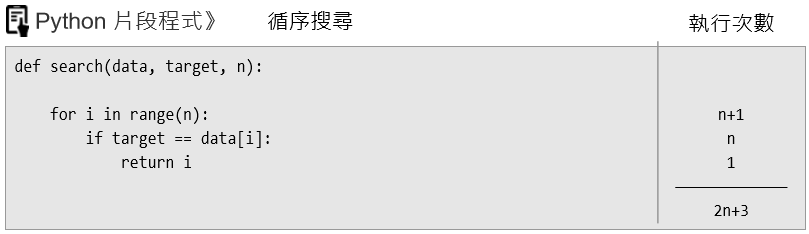 Python 片段程式》 循序搜尋 執行次數
def search(data, target, n):
for i in range(n): n+1
if target == data[i]: n
return i 1
2n+3